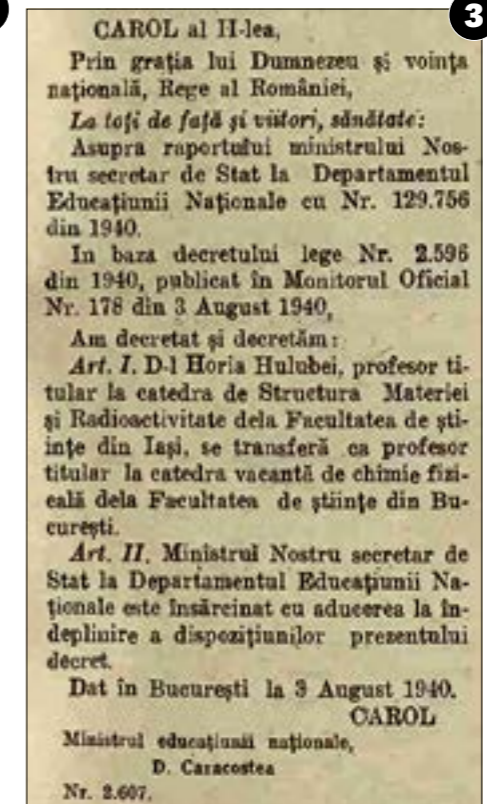 3
CAROL al II-lea,
Prin grația lui Dumnezeu și voința
națională, Rege al României,
La toți de față și viitori, sănătate:
Asupra raportului ministrului Nos-
tru secretar de Stat la Departamentul
Educațiunii Naționale cu Nr. 129.756
din 1940.
In baza decretului lege Nr. 2.596
din 1940, publicat în Monitorul Oficial
Nr. 178 din 3 August 1940,
Am decretat și decretăm:
Art. I. D-l Horia Hulubei, profesor ti-
tular la catedra de Structura Materiei
și Radioactivitate dela Facultatea de ști-
ințe din Iași, se transferă ca profesor
titular la catedra vacantă de chimie fizi-
cală dela Facultatea de științe din Bu-
curești.
Art. II. Ministrul Nostru secretar de
Stat la Departamentul Educațiunii Na-
ționale este însărcinat cu aducerea la în-
deplinire a dispozițiunilor prezentului
decret.
Dat în București la 3 August 1940.
CAROL
Ministrul educațiunii naționale,
D. Caracostea
Nr. 2.607.